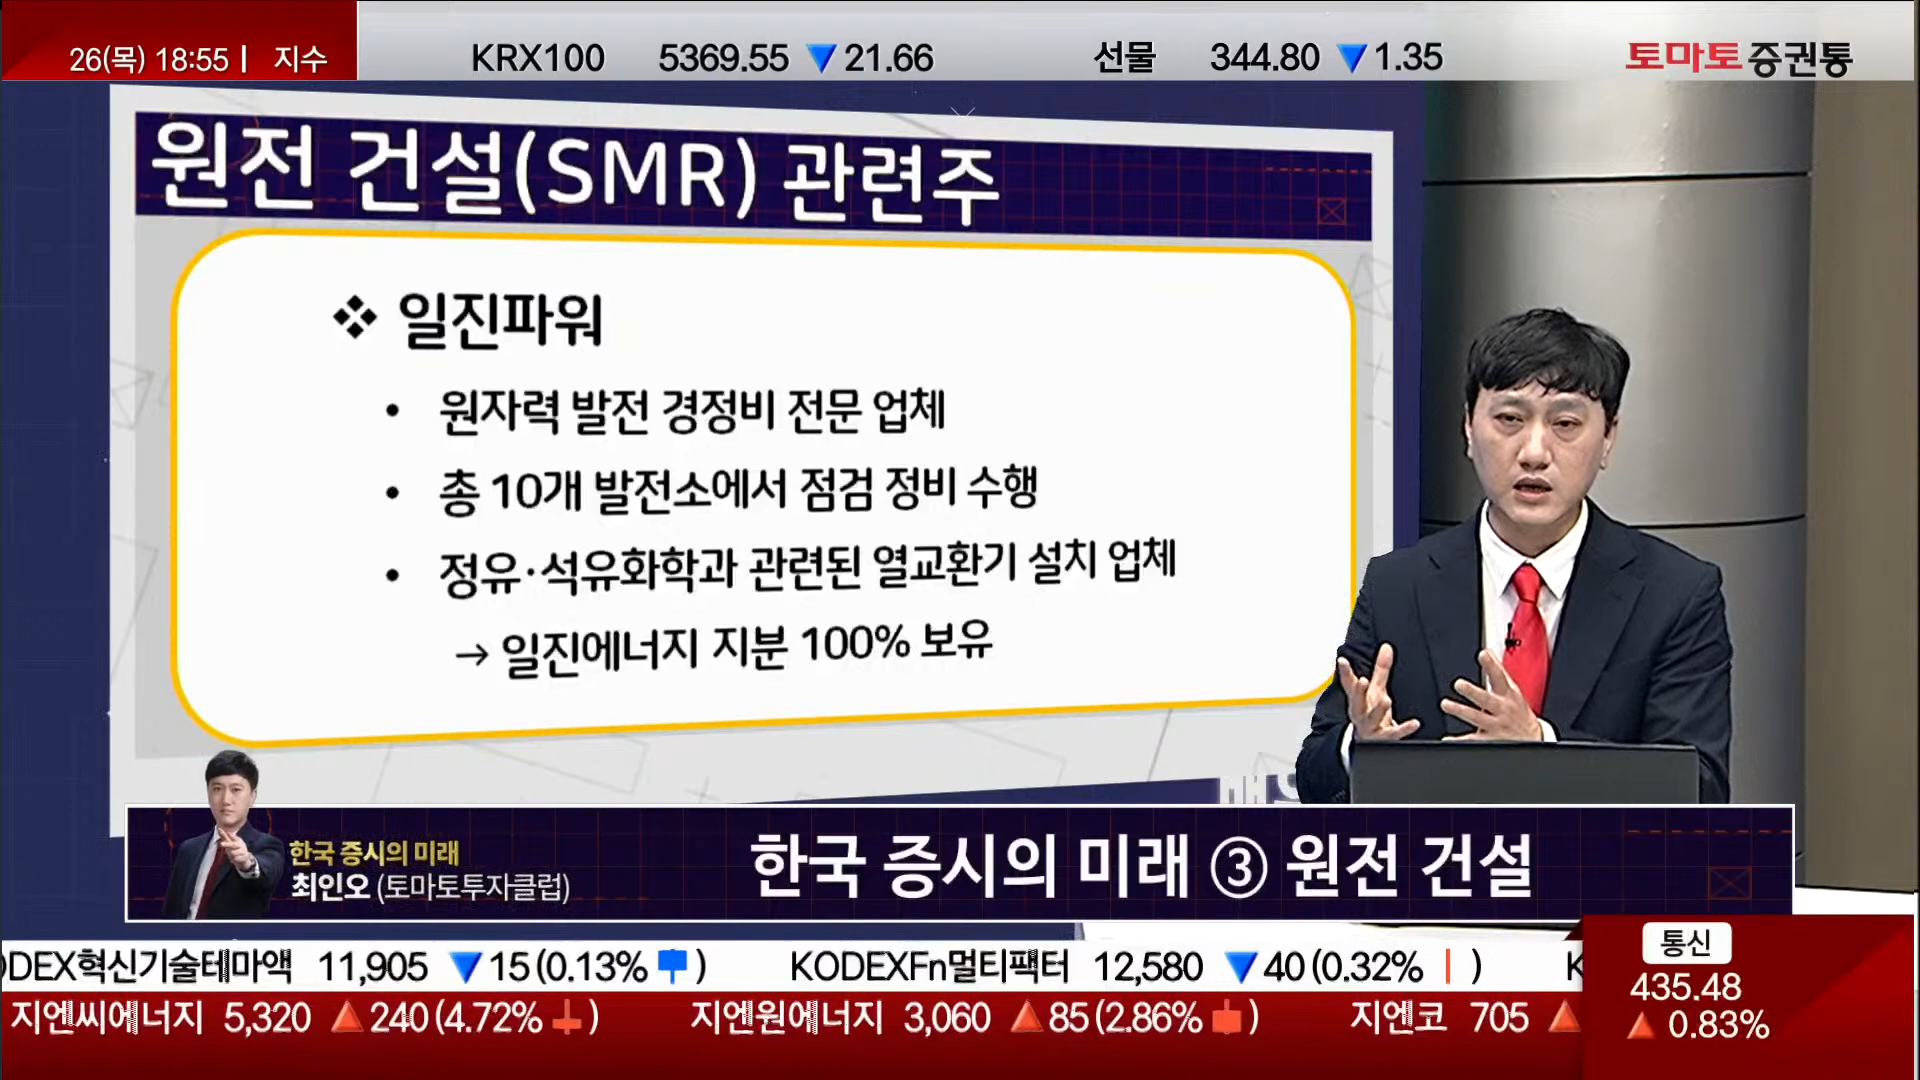 26(목) 18:55 | 지수 KRX100 5369.55 ▼21.66 선물 344.80 ▼1.35 토마토증권통
원전 건설(SMR) 관련주
❖ 일진파워
• 원자력 발전 경정비 전문 업체
• 총 10개 발전소에서 점검 정비 수행
• 정유·석유화학과 관련된 열교환기 설치 업체
→ 일진에너지 지분 100% 보유
한국 증시의 미래
최인오 (토마토투자클럽)
한국 증시의 미래 ③ 원전 건설
DEX혁신기술테마액 11,905 ▼15 (0.13% ) KODEXFn멀티팩터 12,580 ▼40 (0.32% )
지엔씨에너지 5,320 ▲240 (4.72% ) 지엔원에너지 3,060 ▲85 (2.86% ) 지엔코 705 ▲
통신
435.48
▲ 0.83%